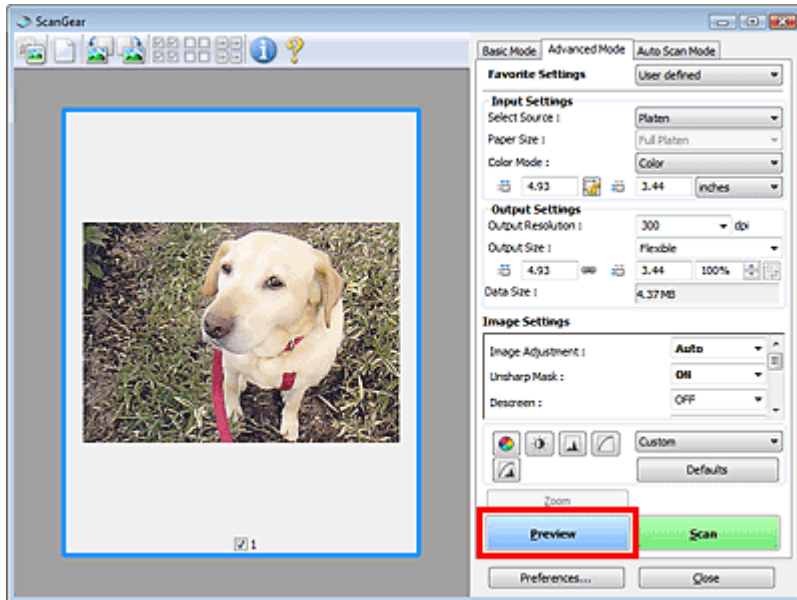 ScanGear
Basic Mode Advanced Mode Auto Scan Mode
Favorite Settings User defined
Input Settings
Select Source : Platen
Paper Size : Full Platen
Color Mode : Color
4.93 3.44 inches
Output Settings
Output Resolution : 300 dpi
Output Size : Flexible
4.93 3.44 100%
Data Size : 4.37 MB
Image Settings
Image Adjustment : Auto
Unsharp Mask : ON
Descreen : OFF
Custom
Defaults
Zoom
Preview Scan
1
Preferences... Close